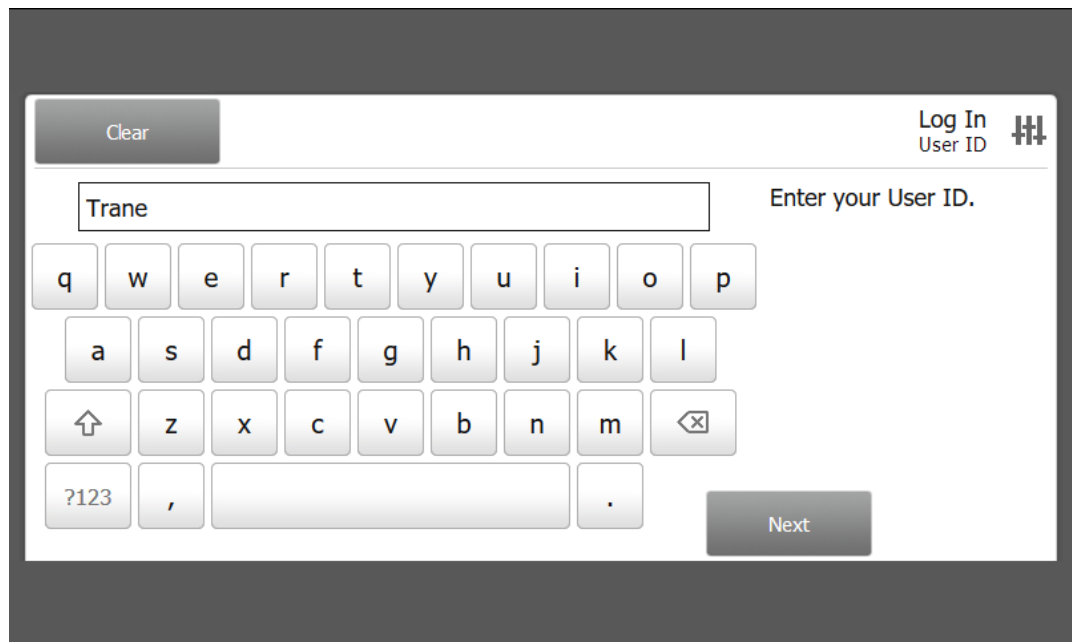 Clear
Log In
User ID
Trane
Enter your User ID.
q w e r t y u i o p
a s d f g h j k l
z x c v b n m
?123 , .
Next